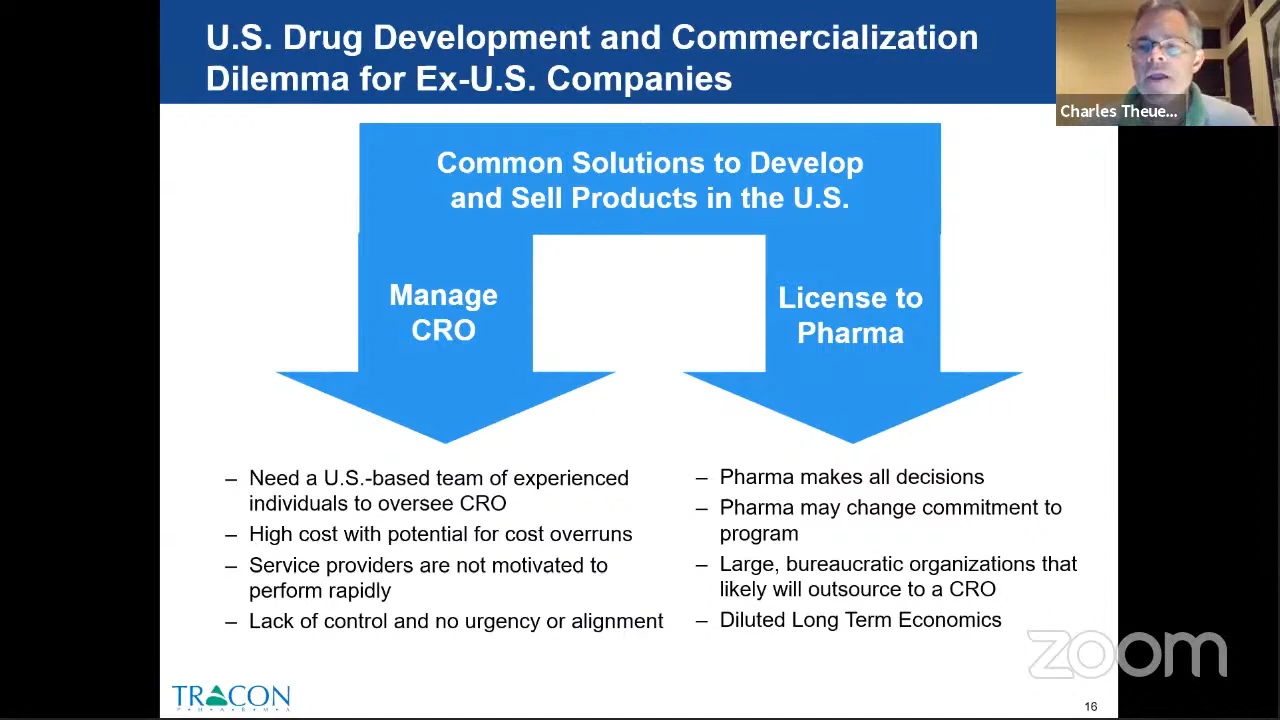 U.S. Drug Development and Commercialization
Dilemma for Ex-U.S. Companies
Charles Theue...
Common Solutions to Develop
and Sell Products in the U.S.
Manage
CRO
License to
Pharma
– Need a U.S.-based team of experienced
individuals to oversee CRO
– High cost with potential for cost overruns
– Service providers are not motivated to
perform rapidly
– Lack of control and no urgency or alignment
– Pharma makes all decisions
– Pharma may change commitment to
program
– Large, bureaucratic organizations that
likely will outsource to a CRO
– Diluted Long Term Economics
zoom
TRACON
PHARMA
16